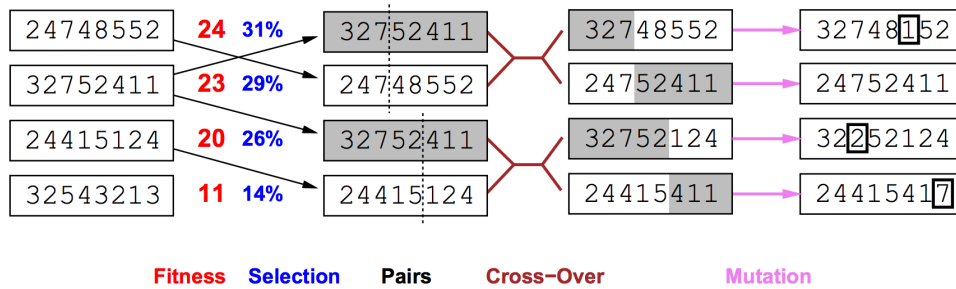 24748552 24 31% 32752411 32748552 32748152
32752411 23 29% 24748552 24752411 24752411
24415124 20 26% 32752411 32752124 32252124
32543213 11 14% 24415124 24415411 24415417
Fitness Selection Pairs Cross−Over Mutation